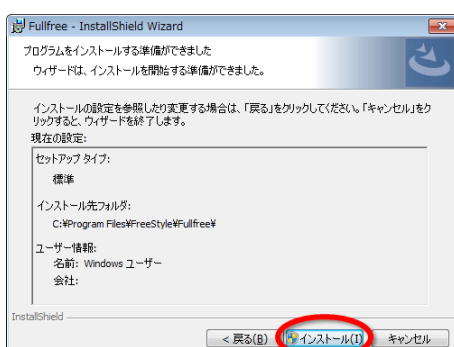 Fullfree - InstallShield Wizard
プログラムをインストールする準備ができました
ウィザードは、インストールを開始する準備ができました。
インストールの設定を参照したり変更する場合は、「戻る」をクリックしてください。「キャンセル」をク
リックすると、ウィザードを終了します。
現在の設定:
セットアップ タイプ:
標準
インストール先フォルダ:
C:¥Program Files¥FreeStyle¥Fullfree¥
ユーザー情報:
名前: Windows ユーザー
会社:
InstallShield
< 戻る(B)
インストール(I)
キャンセル